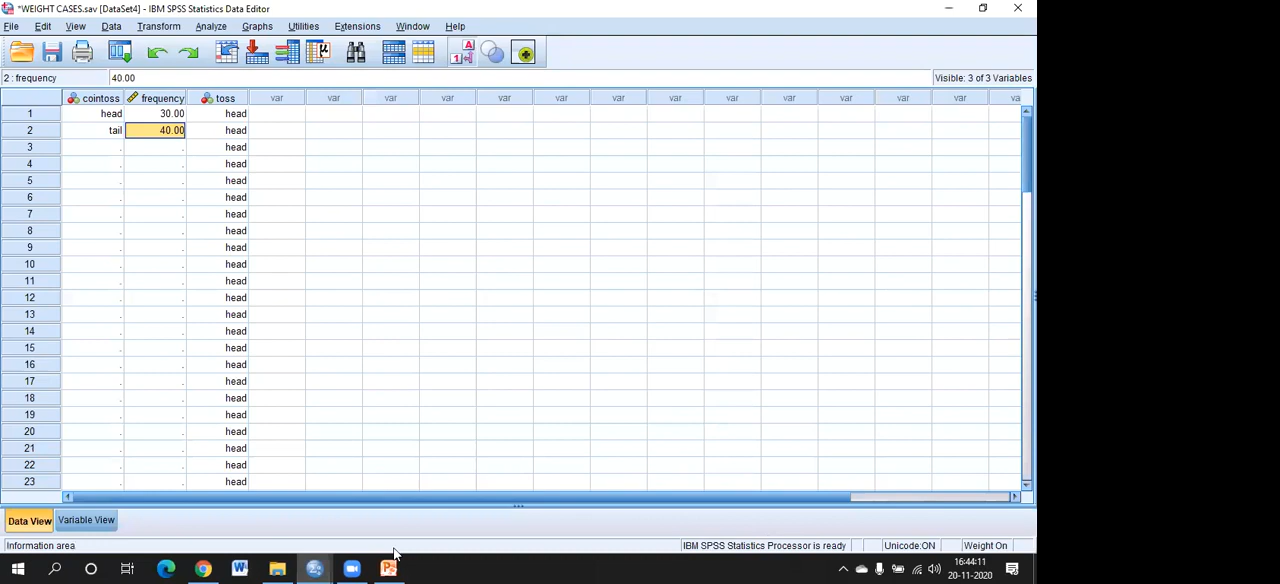 *WEIGHT CASES.sav [DataSet4] - IBM SPSS Statistics Data Editor
File Edit View Data Transform Analyze Graphs Utilities Extensions Window Help
2 : frequency 40.00 Visible: 3 of 3 Variables
cointoss frequency toss var var var var var var var var var var var var var va
1 head 30.00 head
2 tail 40.00 head
3 . . head
4 . . head
5 . . head
6 . . head
7 . . head
8 . . head
9 . . head
10 . . head
11 . . head
12 . . head
13 . . head
14 . . head
15 . . head
16 . . head
17 . . head
18 . . head
19 . . head
20 . . head
21 . . head
22 . . head
23 . . head
Data View Variable View
Information area IBM SPSS Statistics Processor is ready Unicode:ON Weight On
16:44:11
20-11-2020